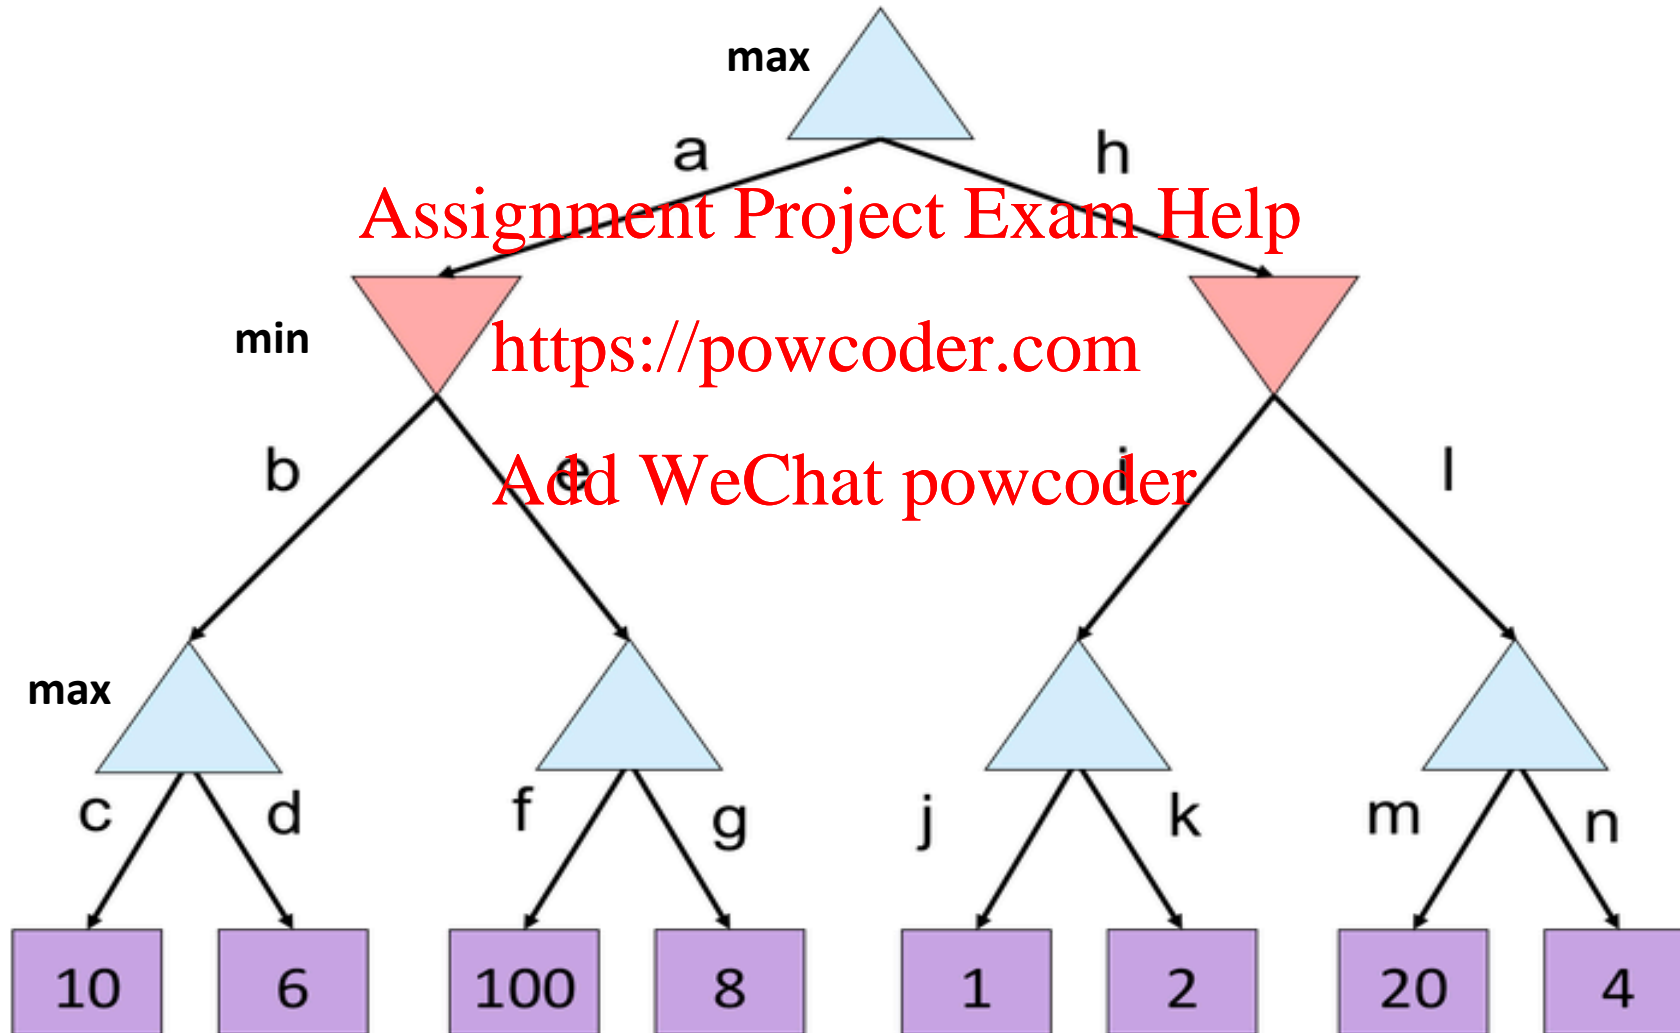 max
a
h
Assignment Project Exam Help
min
https://powcoder.com
b
e
i
l
Add WeChat powcoder
max
c
d
f
g
j
k
m
n
10
6
100
8
1
2
20
4